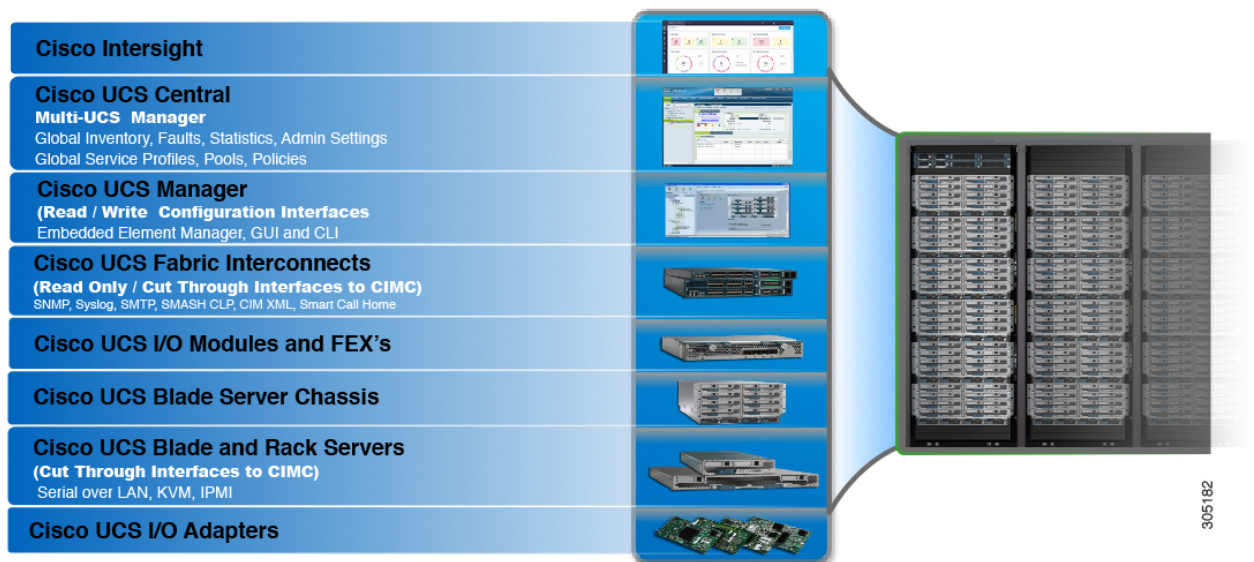 Cisco Intersight
Cisco UCS Central
Multi-UCS Manager
Global Inventory, Faults, Statistics, Admin Settings
Global Service Profiles, Pools, Policies
Cisco UCS Manager
(Read / Write Configuration Interfaces
Embedded Element Manager, GUI and CLI
Cisco UCS Fabric Interconnects
(Read Only / Cut Through Interfaces to CIMC)
SNMP, Syslog, SMTP, SMASH CLP, CIM XML, Smart Call Home
Cisco UCS I/O Modules and FEX's
Cisco UCS Blade Server Chassis
Cisco UCS Blade and Rack Servers
(Cut Through Interfaces to CIMC)
Serial over LAN, KVM, IPMI
Cisco UCS I/O Adapters
305182